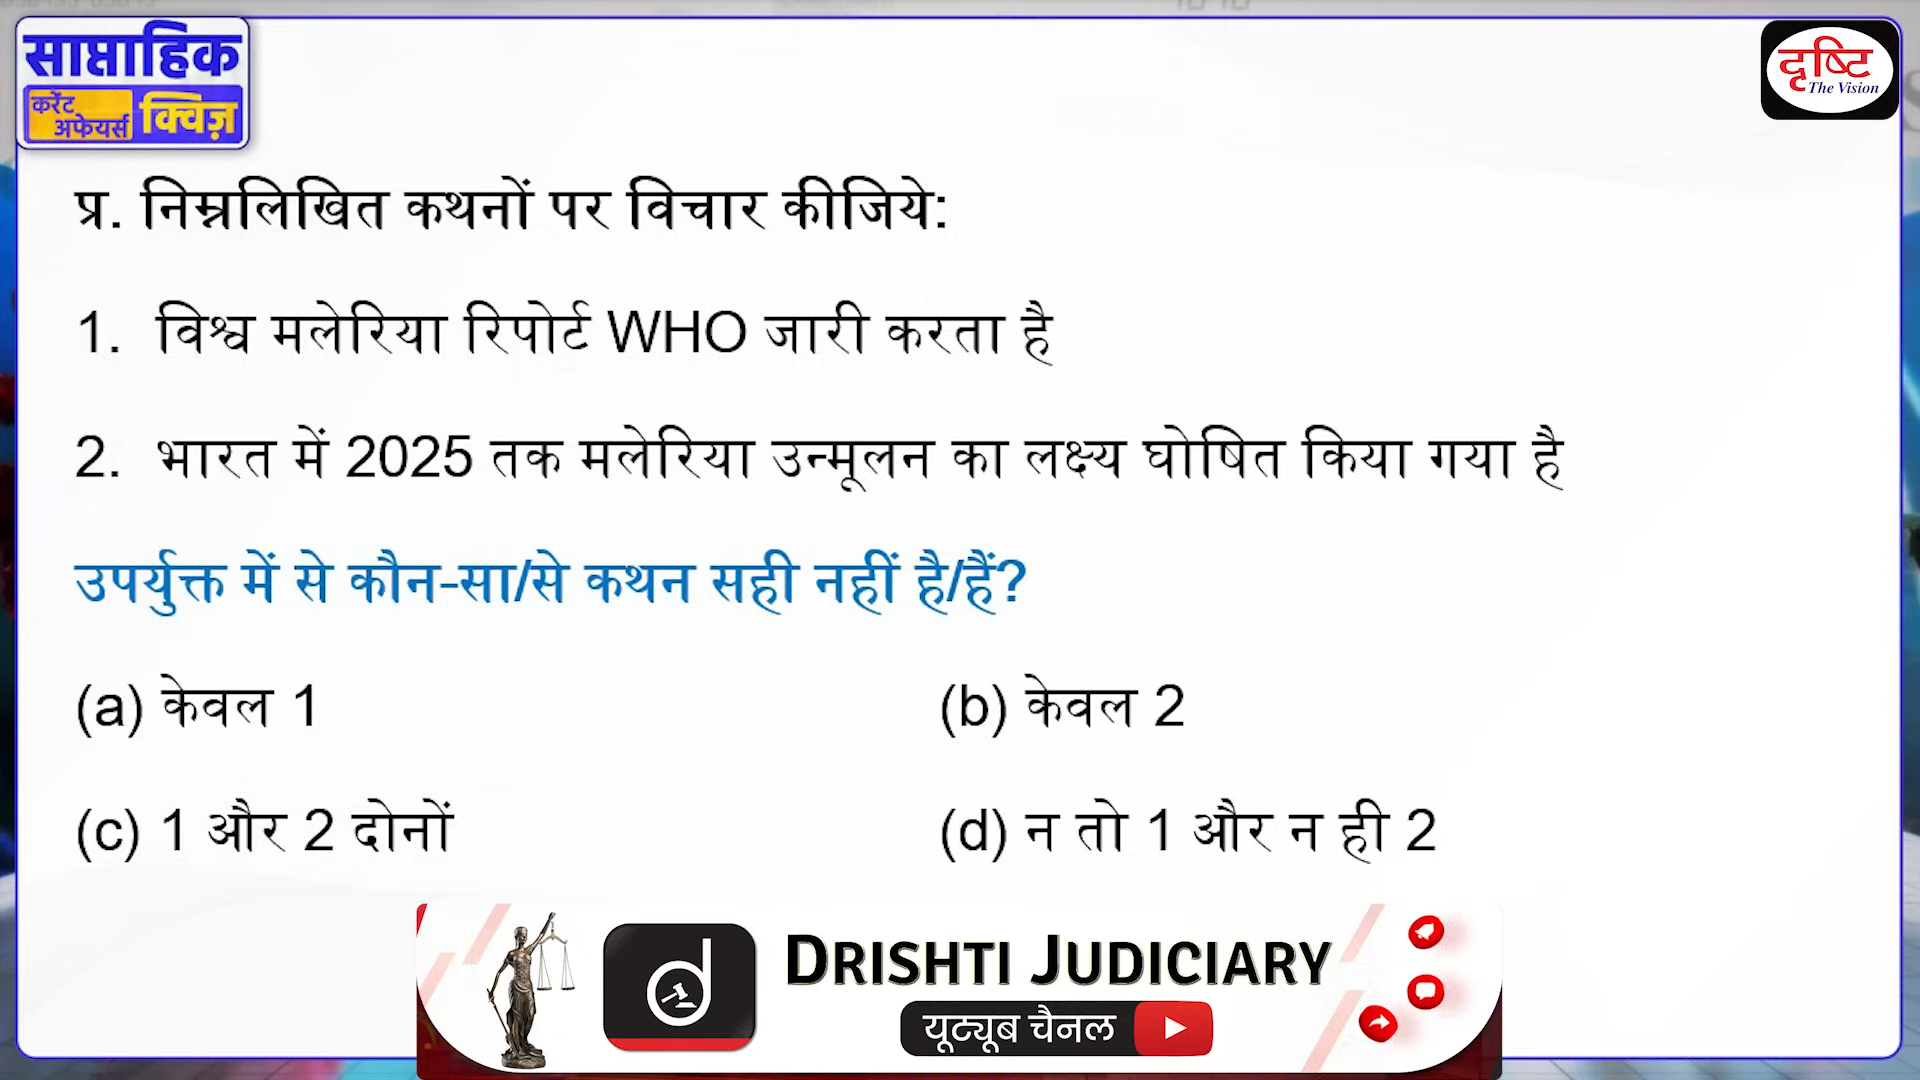 साप्ताहिक
करेंट
अफेयर्स
क्विज़
दृष्टि
The Vision
प्र. निम्नलिखित कथनों पर विचार कीजिये:
1. विश्व मलेरिया रिपोर्ट WHO जारी करता है
2. भारत में 2025 तक मलेरिया उन्मूलन का लक्ष्य घोषित किया गया है
उपर्युक्त में से कौन-सा/से कथन सही नहीं है/हैं?
(a) केवल 1
(b) केवल 2
(c) 1 और 2 दोनों
(d) न तो 1 और न ही 2
DRISHTI JUDICIARY
यूट्यूब चैनल